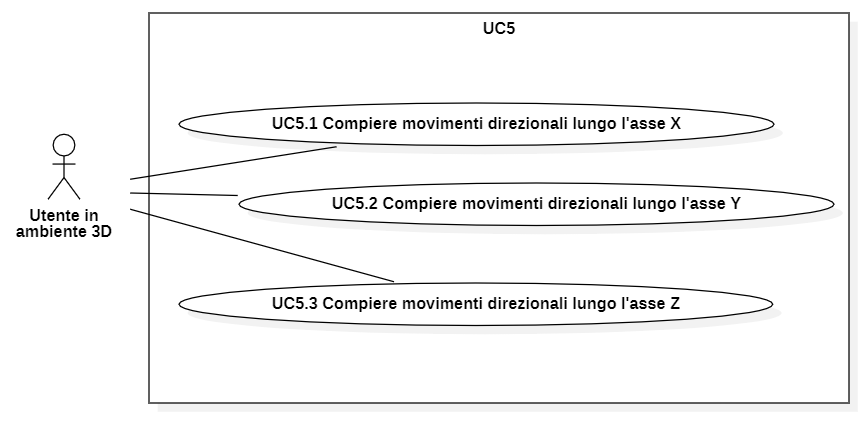 UC5
UC5.1 Compiere movimenti direzionali lungo l'asse X
UC5.2 Compiere movimenti direzionali lungo l'asse Y
Utente in
ambiente 3D
UC5.3 Compiere movimenti direzionali lungo l'asse Z